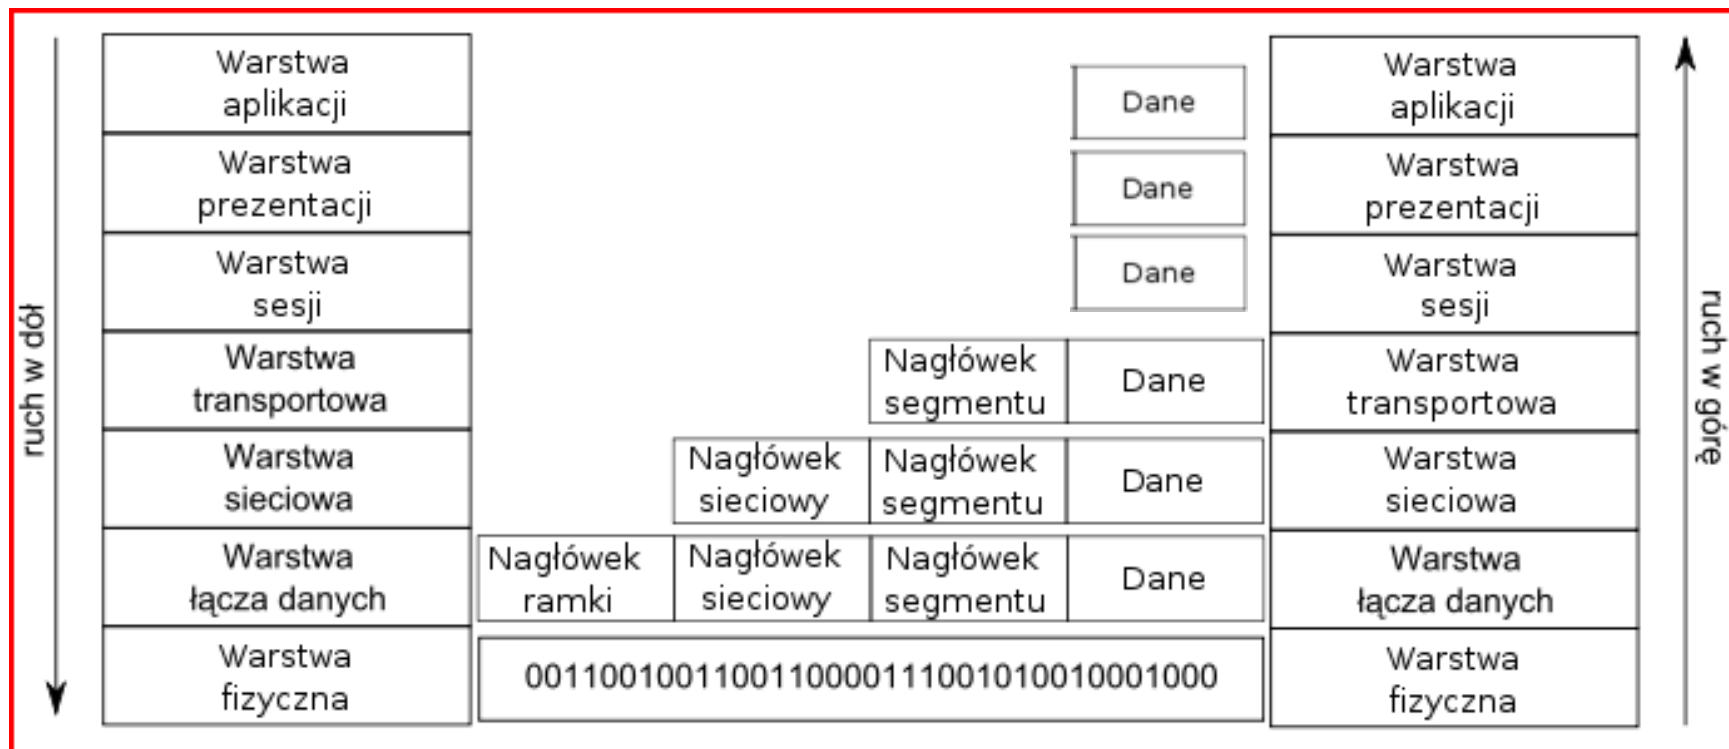 ruch w dół
Warstwa
aplikacji
Dane
Warstwa
aplikacji
Warstwa
prezentacji
Dane
Warstwa
prezentacji
Warstwa
sesji
Dane
Warstwa
sesji
Warstwa
transportowa
Nagłówek
segmentu
Dane
Warstwa
transportowa
Warstwa
sieciowa
Nagłówek
sieciowy
Nagłówek
segmentu
Dane
Warstwa
sieciowa
Warstwa
łącza danych
Nagłówek
ramki
Nagłówek
sieciowy
Nagłówek
segmentu
Dane
Warstwa
łącza danych
Warstwa
fizyczna
0011001001100110000111001010010001000
Warstwa
fizyczna
ruch w górę